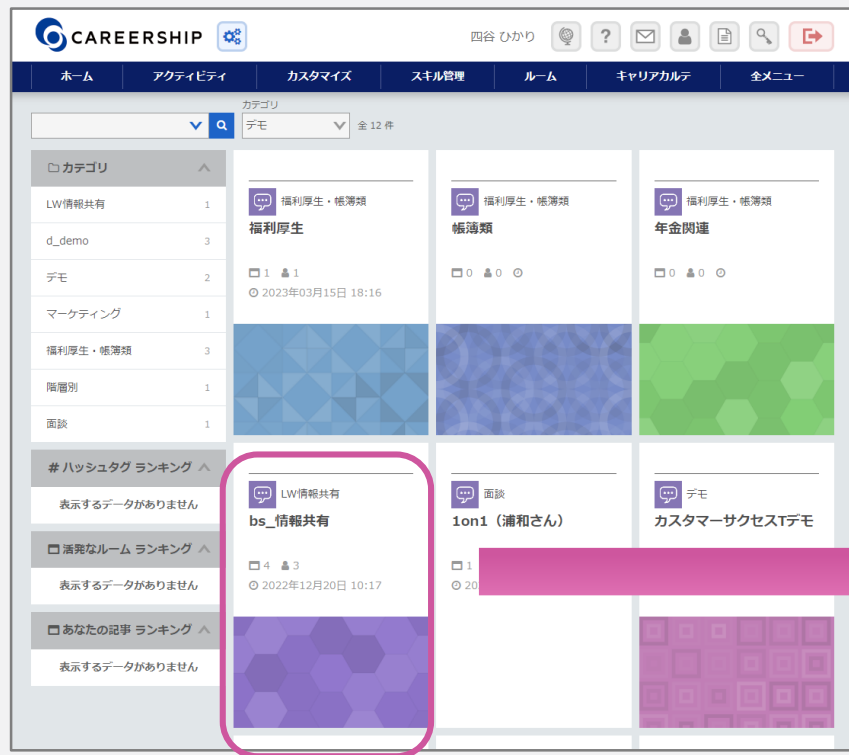 CAREERSHIP
四谷 ひかり
?
ホーム アクティビティ カスタマイズ スキル管理 ルーム キャリアカルテ 全メニュー
カテゴリ
デモ 全 12 件
カテゴリ
LW情報共有 1
d_demo 3
デモ 2
マーケティング 1
福利厚生・帳簿類 3
階層別 1
面談 1
# ハッシュタグ ランキング
表示するデータがありません
活発なルーム ランキング
表示するデータがありません
あなたの記事 ランキング
表示するデータがありません
福利厚生・帳簿類
福利厚生
1 1
2023年03月15日 18:16
福利厚生・帳簿類
帳簿類
0 0
福利厚生・帳簿類
年金関連
0 0
LW情報共有
bs_情報共有
4 3
2022年12月20日 10:17
面談
1on1（浦和さん）
1
20
デモ
カスタマーサクセスTデモ